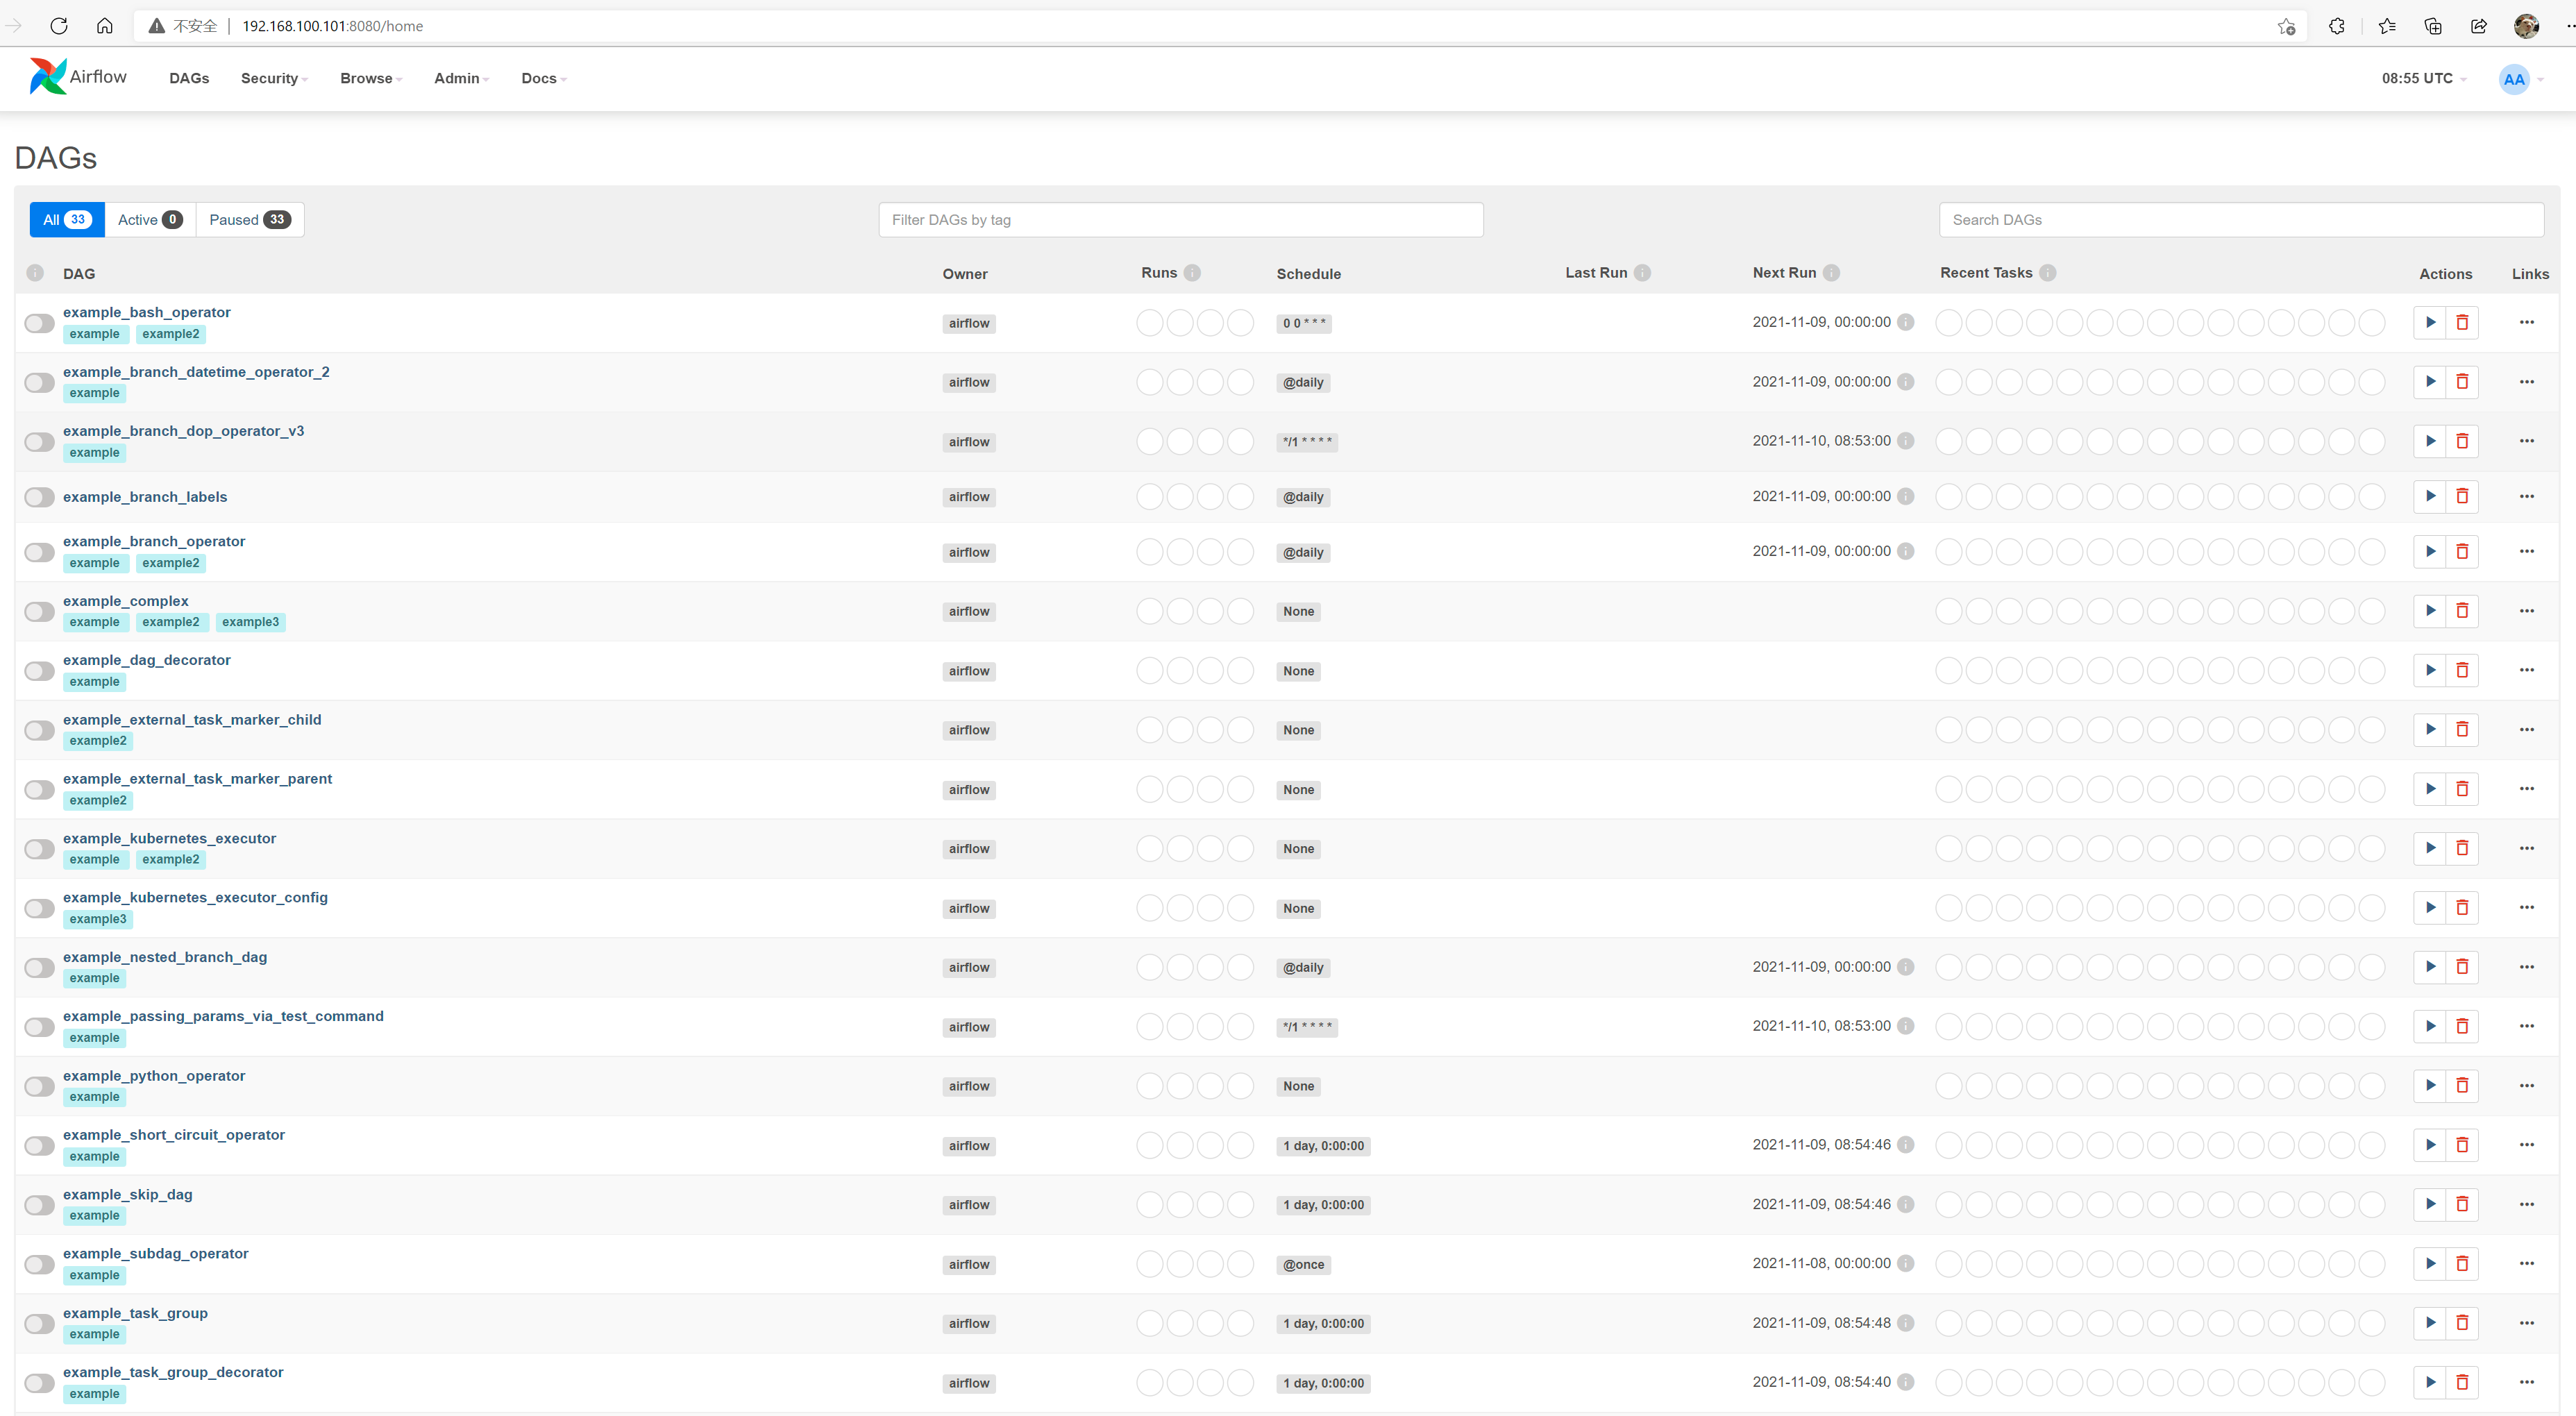 不安全 192.168.100.101:8080/home
Airflow DAGs Security Browse Admin Docs 08:55 UTC AA
DAGs
All 33 Active 0 Paused 33 Filter DAGs by tag Search DAGs
DAG Owner Runs Schedule Last Run Next Run Recent Tasks Actions Links
example_bash_operator
example example2 airflow 0 0 * * * 2021-11-09, 00:00:00
example_branch_datetime_operator_2
example airflow @daily 2021-11-09, 00:00:00
example_branch_dop_operator_v3
example airflow */1 * * * * 2021-11-10, 08:53:00
example_branch_labels airflow @daily 2021-11-09, 00:00:00
example_branch_operator
example example2 airflow @daily 2021-11-09, 00:00:00
example_complex
example example2 example3 airflow None
example_dag_decorator
example airflow None
example_external_task_marker_child
example2 airflow None
example_external_task_marker_parent
example2 airflow None
example_kubernetes_executor
example example2 airflow None
example_kubernetes_executor_config
example3 airflow None
example_nested_branch_dag
example airflow @daily 2021-11-09, 00:00:00
example_passing_params_via_test_command
example airflow */1 * * * * 2021-11-10, 08:53:00
example_python_operator
example airflow None
example_short_circuit_operator
example airflow 1 day, 0:00:00 2021-11-09, 08:54:46
example_skip_dag
example airflow 1 day, 0:00:00 2021-11-09, 08:54:46
example_subdag_operator
example airflow @once 2021-11-08, 00:00:00
example_task_group
example airflow 1 day, 0:00:00 2021-11-09, 08:54:48
example_task_group_decorator
example airflow 1 day, 0:00:00 2021-11-09, 08:54:40